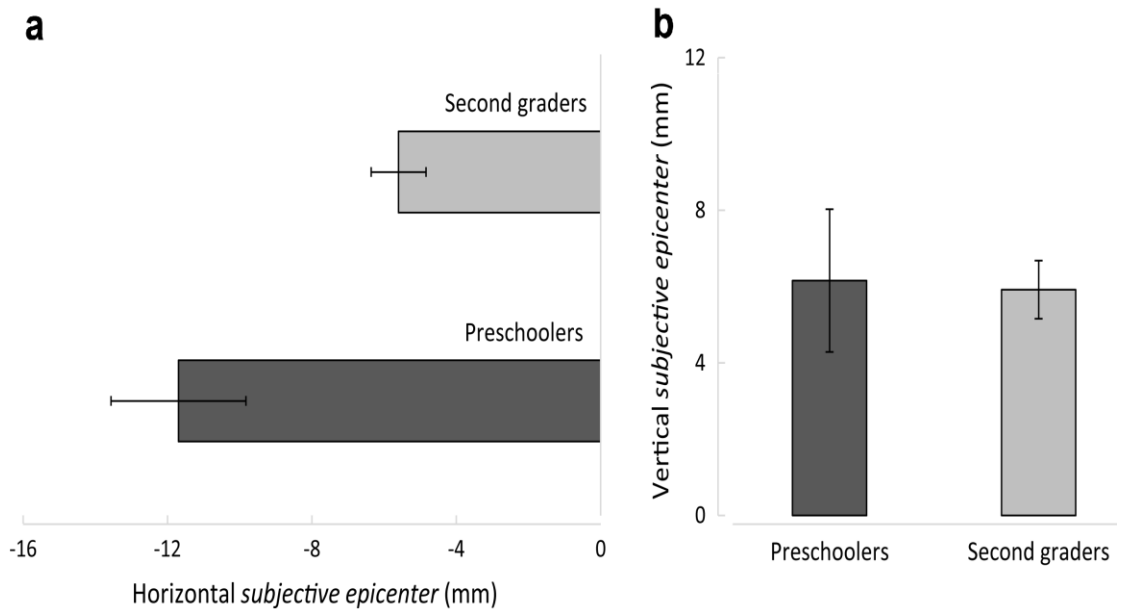 a
Second graders
Preschoolers
-16
-12
-8
-4
0
Horizontal subjective epicenter (mm)
b
Vertical subjective epicenter (mm)
12
8
4
0
Preschoolers
Second graders